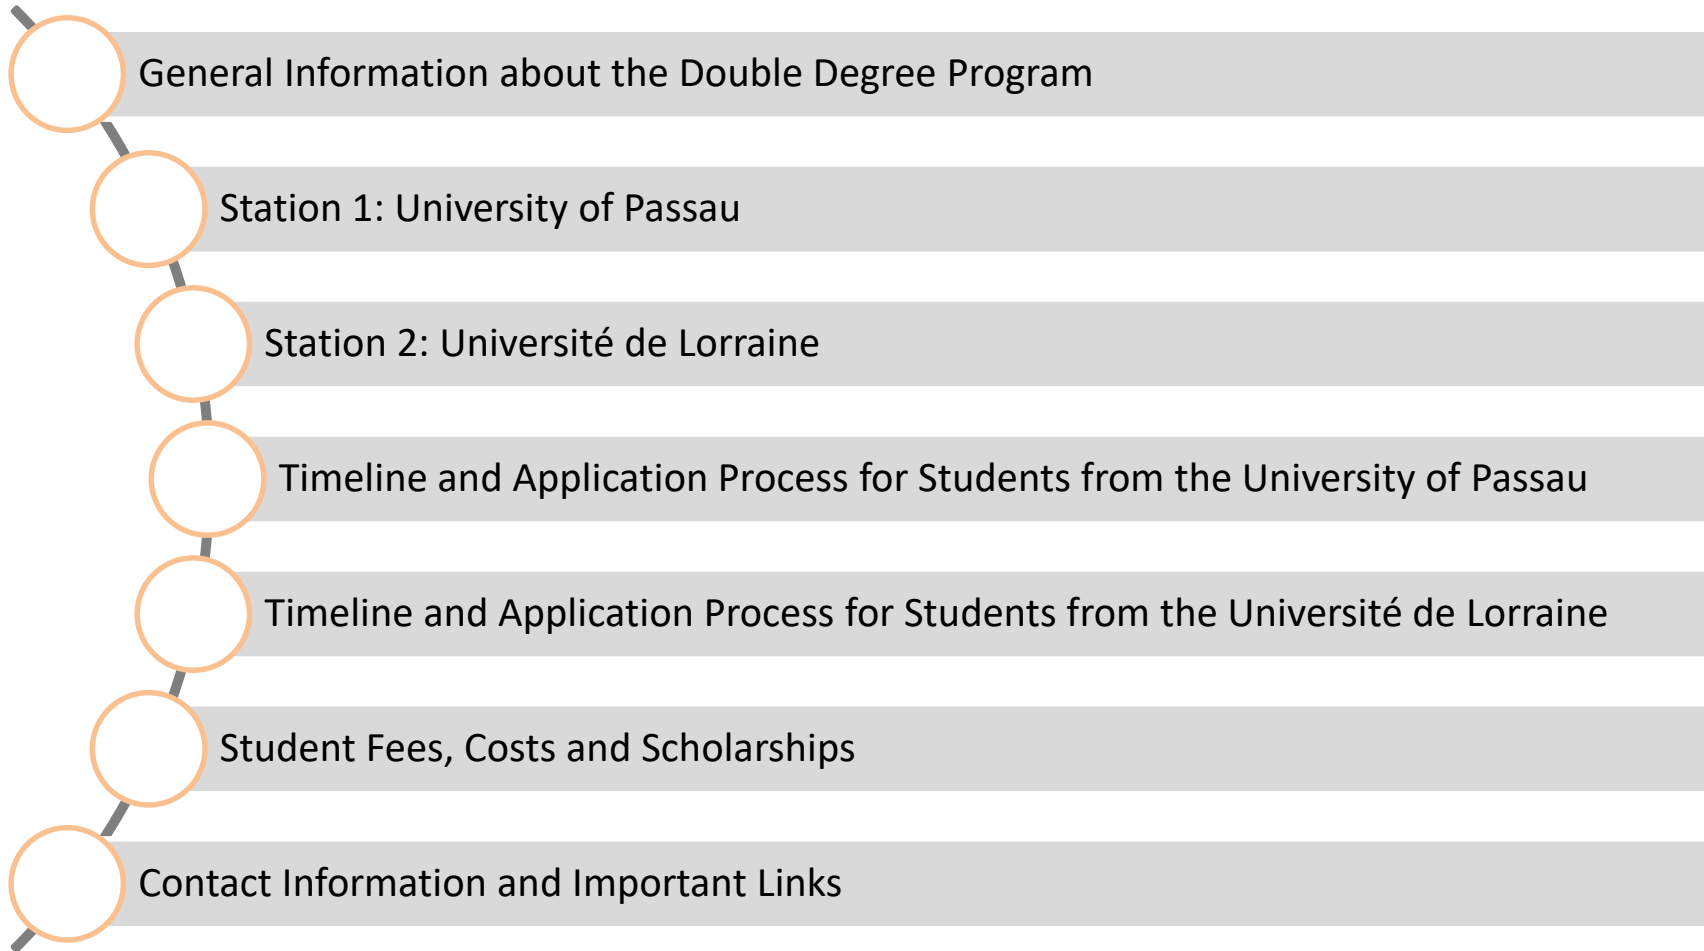 General Information about the Double Degree Program
Station 1: University of Passau
Station 2: Université de Lorraine
Timeline and Application Process for Students from the University of Passau
Timeline and Application Process for Students from the Université de Lorraine
Student Fees, Costs and Scholarships
Contact Information and Important Links